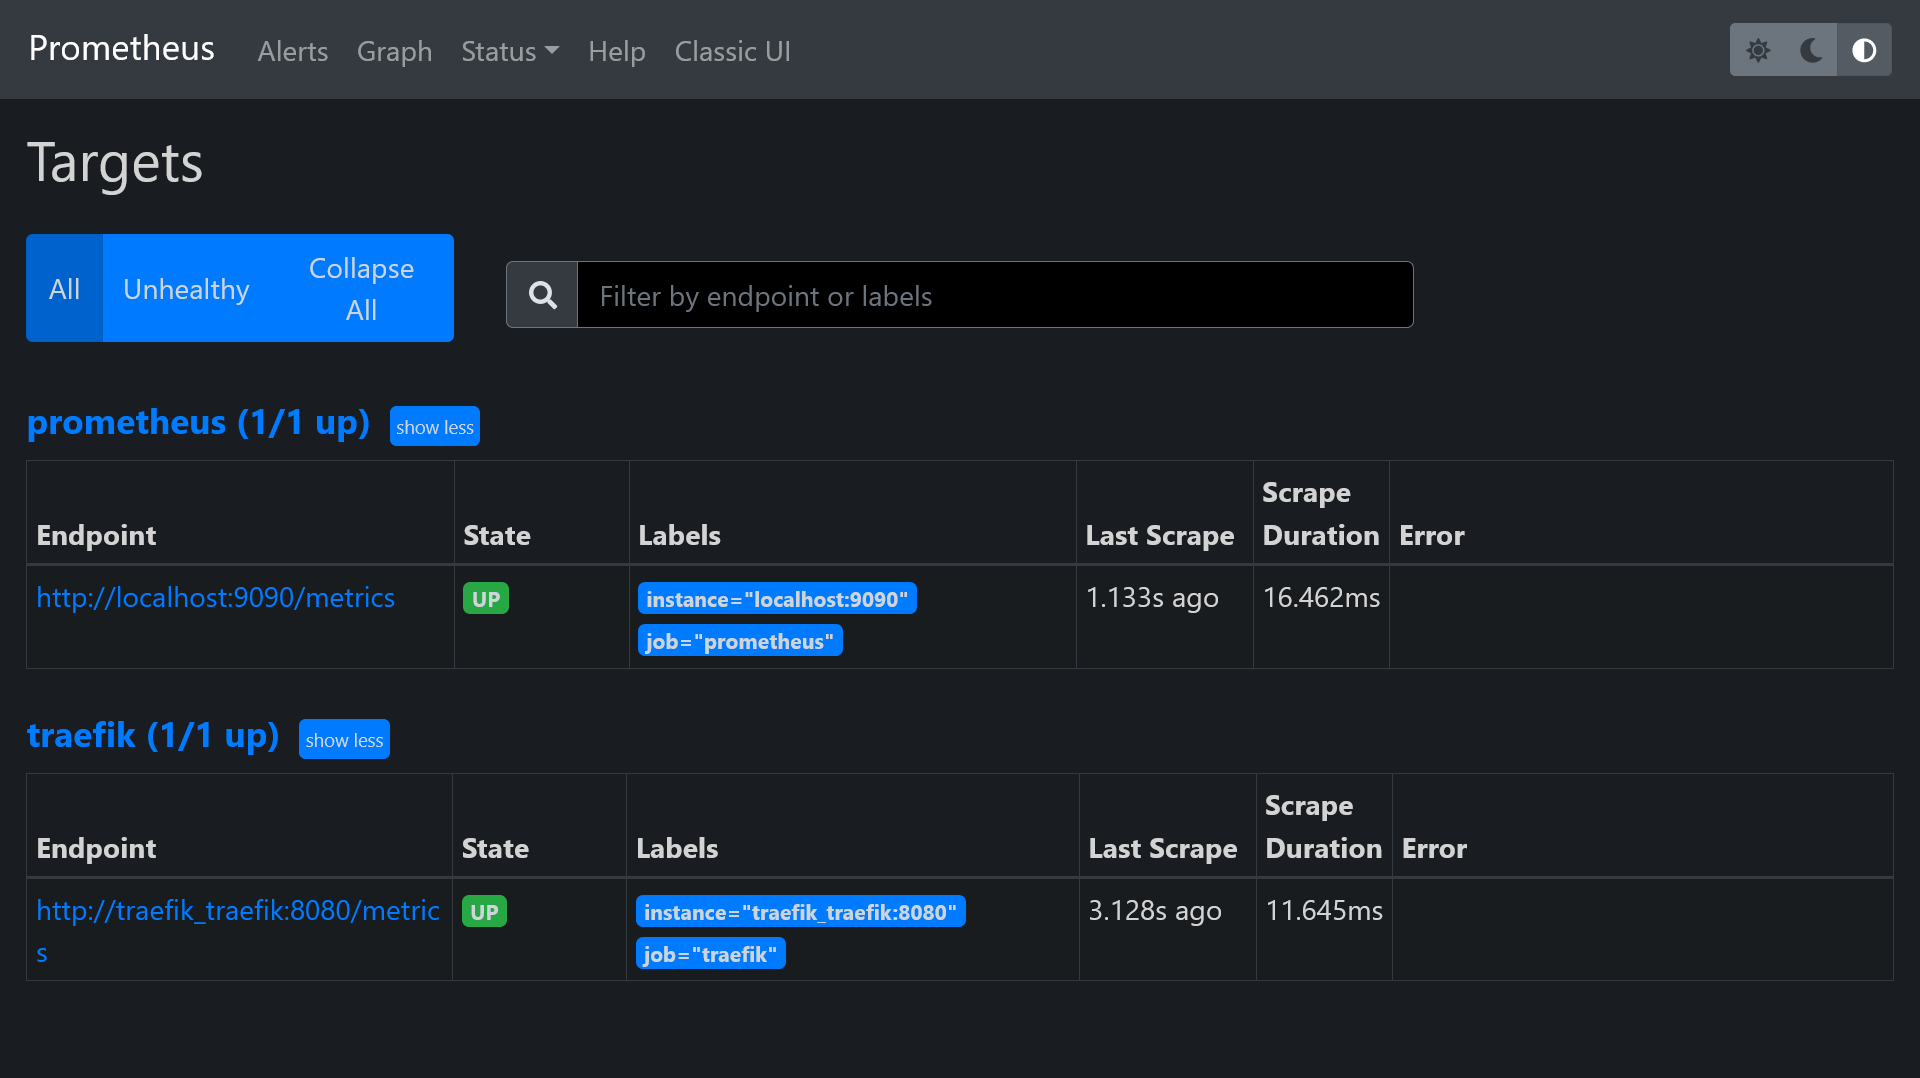 Prometheus Alerts Graph Status Help Classic UI
Targets
All Unhealthy Collapse All
Filter by endpoint or labels
prometheus (1/1 up) show less
Endpoint State Labels Last Scrape Scrape Duration Error
http://localhost:9090/metrics UP instance="localhost:9090" 1.133s ago 16.462ms
job="prometheus"
traefik (1/1 up) show less
Endpoint State Labels Last Scrape Scrape Duration Error
http://traefik_traefik:8080/metrics UP instance="traefik_traefik:8080" 3.128s ago 11.645ms
job="traefik"